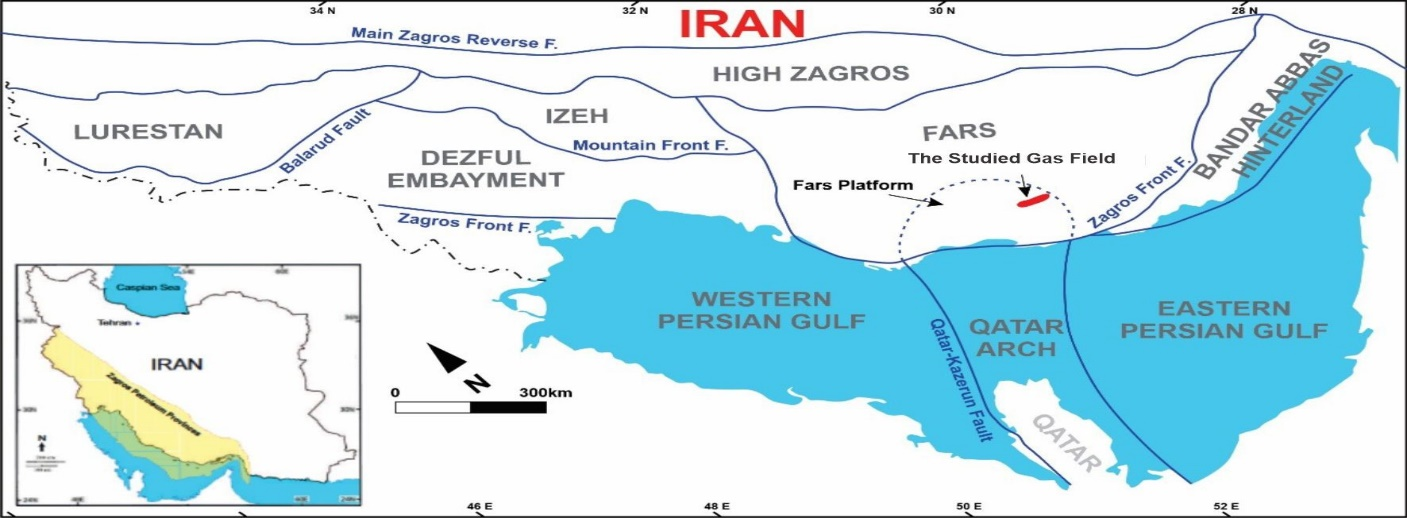 34 N
32 N
30 N
28 N
IRAN
Main Zagros Reverse F.
HIGH ZAGROS
LURESTAN
Balarud Fault
IZEH
Mountain Front F.
DEZFUL
EMBAYMENT
Zagros Front F.
FARS
The Studied Gas Field
Fars Platform
Zagros Front F.
BANDAR ABBAS
HINTERLAND
WESTERN
PERSIAN GULF
Qatar-Kazerun Fault
QATAR
ARCH
EASTERN
PERSIAN GULF
QATAR
N
0
300km
Caspian Sea
Tehran
IRAN
Zagros Petroleum Provinces
N
46 E
48 E
50 E
52 E